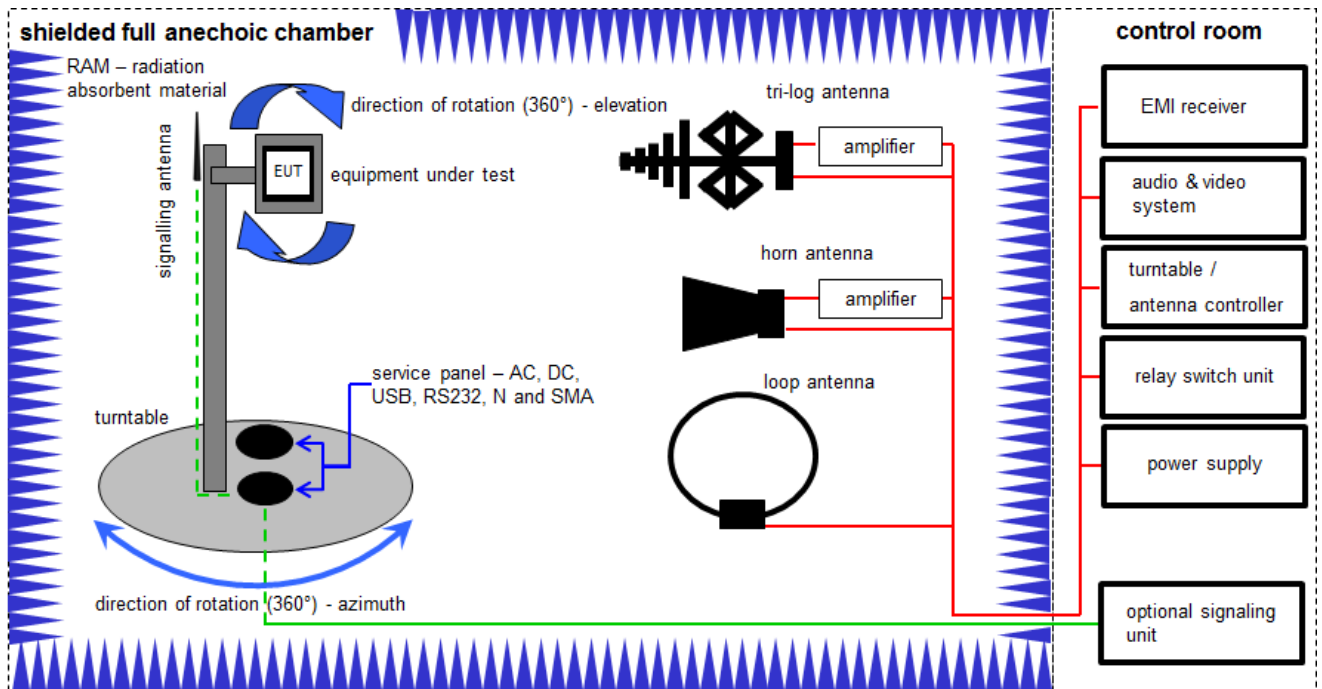 shielded full anechoic chamber
control room
RAM – radiation
absorbent material
direction of rotation (360°) - elevation
signalling antenna
EUT
equipment under test
tri-log antenna
amplifier
horn antenna
amplifier
loop antenna
service panel – AC, DC,
USB, RS232, N and SMA
turntable
direction of rotation (360°) - azimuth
EMI receiver
audio & video
system
turntable /
antenna controller
relay switch unit
power supply
optional signaling
unit